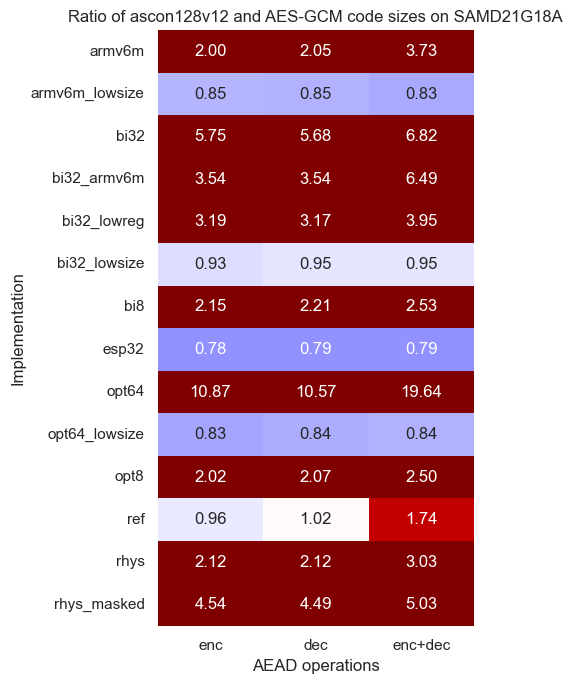 Ratio of ascon128v12 and AES-GCM code sizes on SAMD21G18A
Implementation
armv6m 2.00 2.05 3.73
armv6m_lowsize 0.85 0.85 0.83
bi32 5.75 5.68 6.82
bi32_armv6m 3.54 3.54 6.49
bi32_lowreg 3.19 3.17 3.95
bi32_lowsize 0.93 0.95 0.95
bi8 2.15 2.21 2.53
esp32 0.78 0.79 0.79
opt64 10.87 10.57 19.64
opt64_lowsize 0.83 0.84 0.84
opt8 2.02 2.07 2.50
ref 0.96 1.02 1.74
rhys 2.12 2.12 3.03
rhys_masked 4.54 4.49 5.03
enc dec enc+dec
AEAD operations